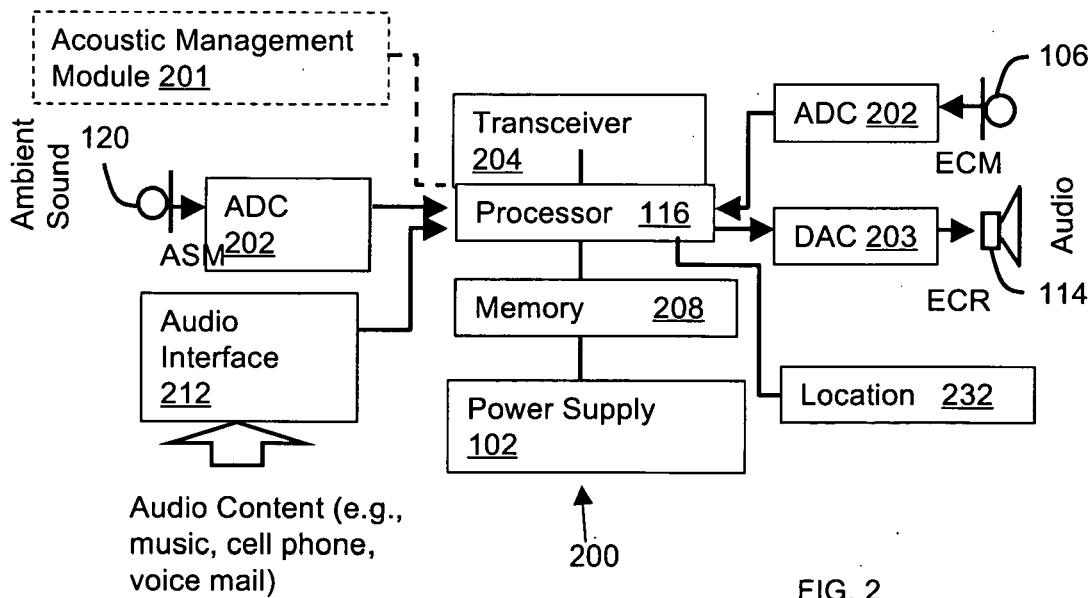 Acoustic Management
Module 201
106
Transceiver
204
ADC 202
ECM
Ambient
Sound
120
ADC
202
ASM
Processor 116
DAC 203
Audio
ECR
114
Memory 208
Audio
Interface
212
Power Supply
102
Location 232
Audio Content (e.g.,
music, cell phone,
voice mail)
200
FIG. 2